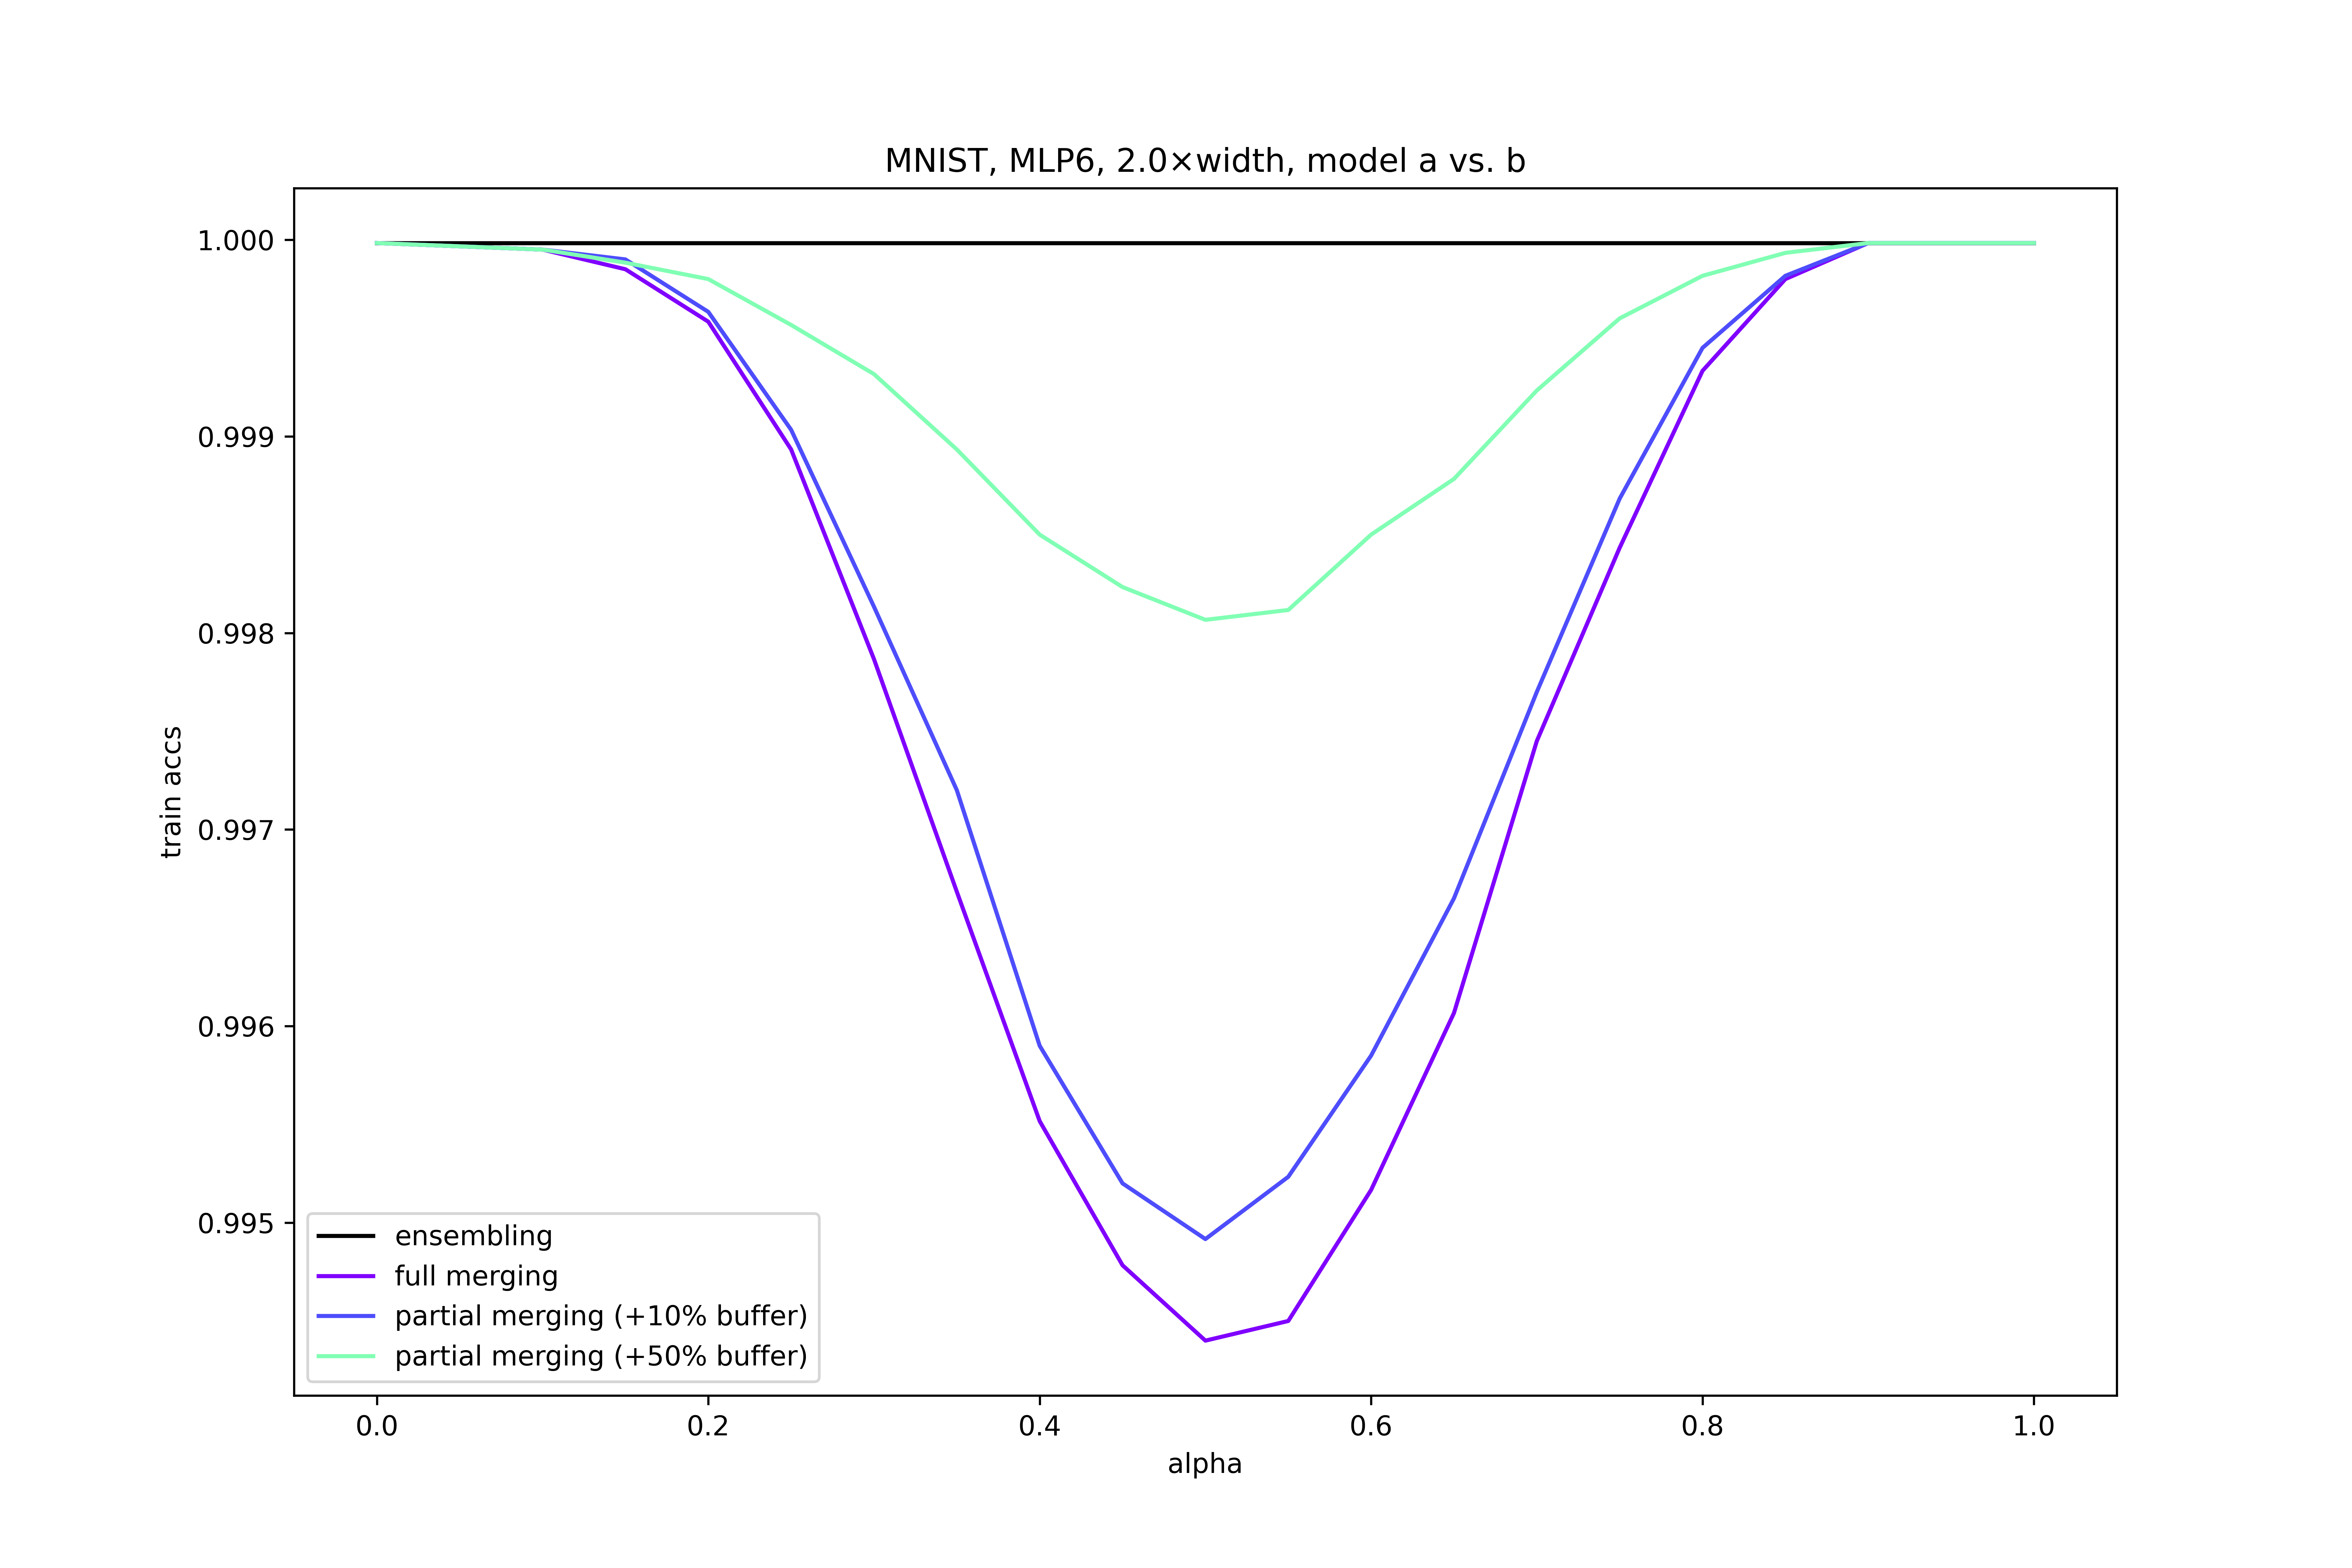 MNIST, MLP6, 2.0×width, model a vs. b
1.000
0.999
0.998
0.997
0.996
0.995
train accs
ensembling
full merging
partial merging (+10% buffer)
partial merging (+50% buffer)
0.0 0.2 0.4 0.6 0.8 1.0
alpha